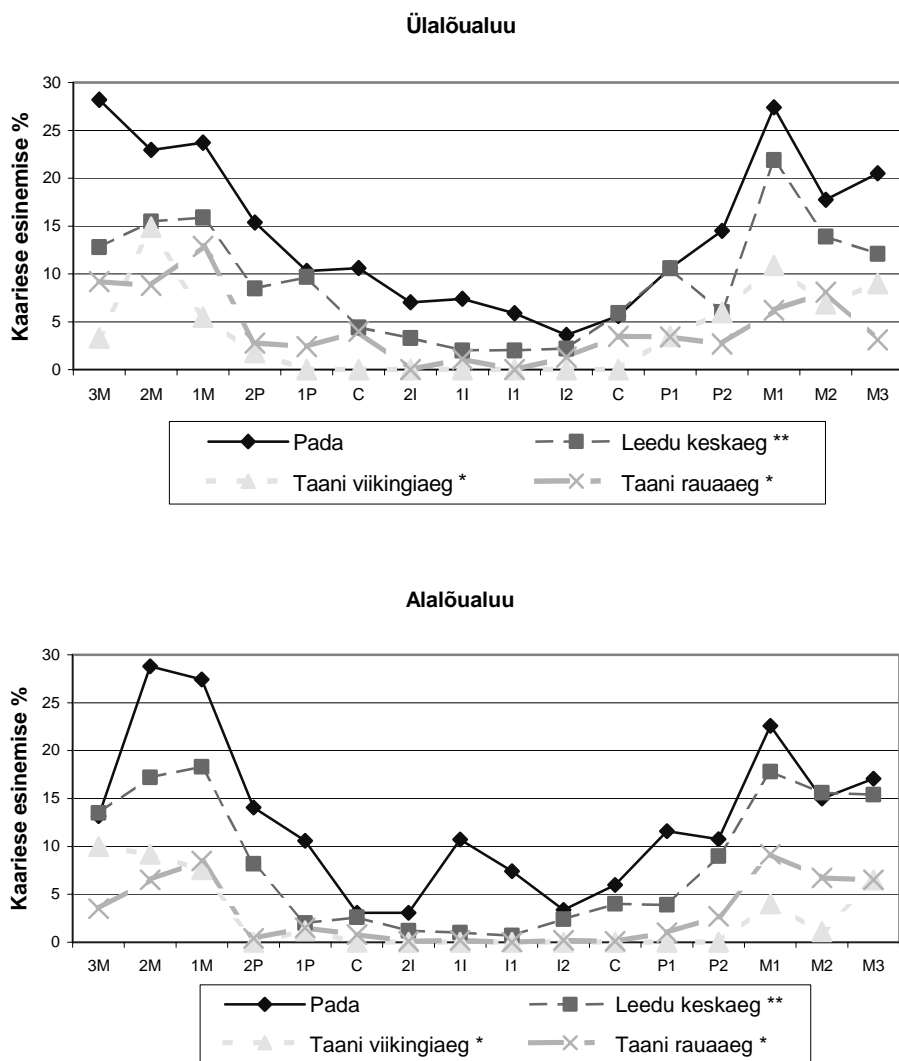 Ülalõualuu
Kaariese esinemise %
30
25
20
15
10
5
0
3M 2M 1M 2P 1P C 2I 1I I1 I2 C P1 P2 M1 M2 M3
Pada Leedu keskaeg **
Taani viikingiaeg * Taani rauaaeg *
Alalõualuu
Kaariese esinemise %
30
25
20
15
10
5
0
3M 2M 1M 2P 1P C 2I 1I I1 I2 C P1 P2 M1 M2 M3
Pada Leedu keskaeg **
Taani viikingiaeg * Taani rauaaeg *